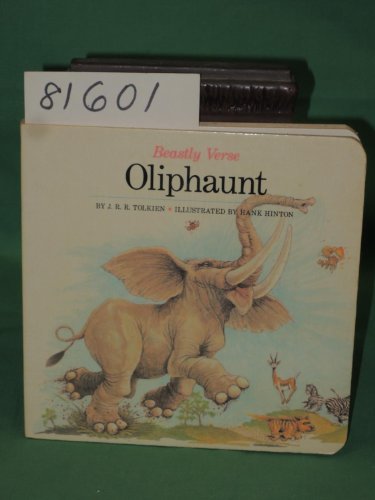 81601
Beastly Verse
Oliphaunt
BY J. R. R. TOLKIEN • ILLUSTRATED BY HANK HINTON